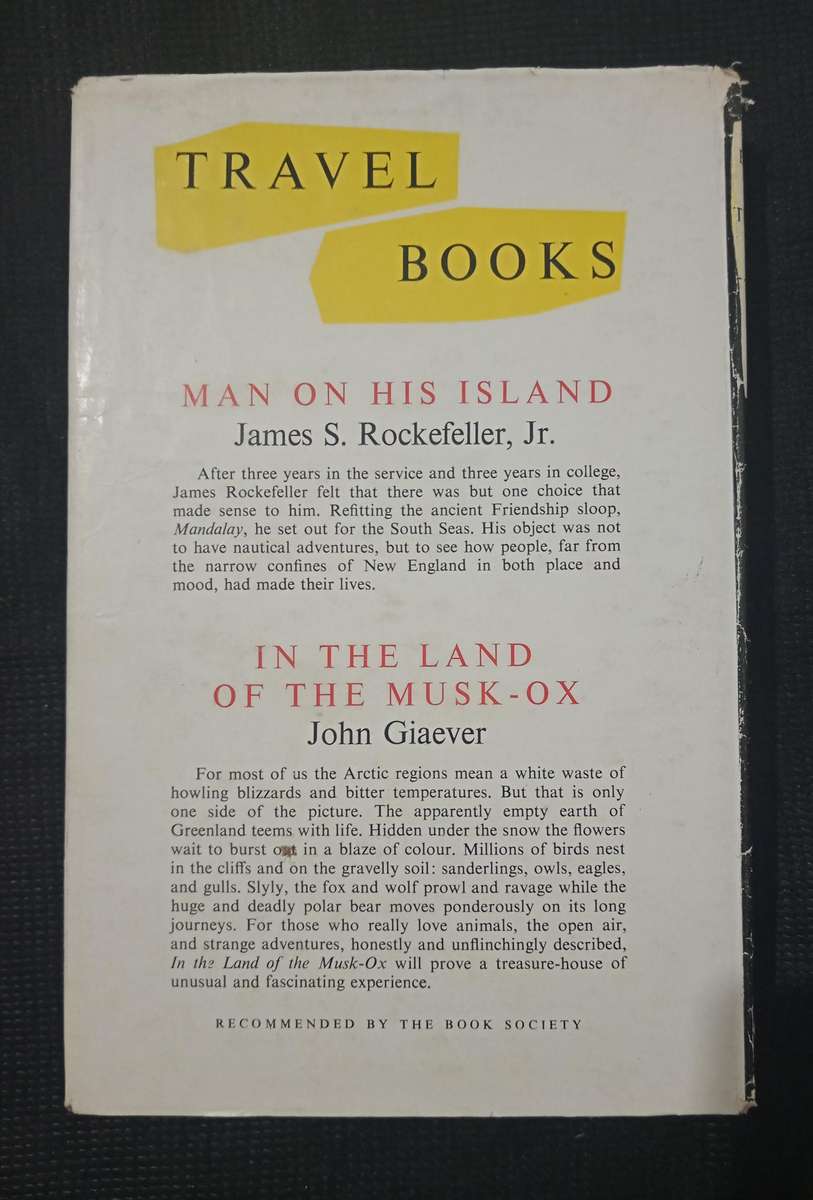 TRAVEL
BOOKS
MAN ON HIS ISLAND
James S. Rockefeller, Jr.
After three years in the service and three years in college,
James Rockefeller felt that there was but one choice that
made sense to him. Refitting the ancient Friendship sloop,
Mandalay, he set out for the South Seas. His object was not
to have nautical adventures, but to see how people, far from
the narrow confines of New England in both place and
mood, had made their lives.
IN THE LAND
OF THE MUSK-OX
John Giaever
For most of us the Arctic regions mean a white waste of
howling blizzards and bitter temperatures. But that is only
one side of the picture. The apparently empty earth of
Greenland teems with life. Hidden under the snow the flowers
wait to burst out in a blaze of colour. Millions of birds nest
in the cliffs and on the gravelly soil: sanderlings, owls, eagles,
and gulls. Slyly, the fox and wolf prowl and ravage while the
huge and deadly polar bear moves ponderously on its long
journeys. For those who really love animals, the open air,
and strange adventures, honestly and unflinchingly described,
In the Land of the Musk-Ox will prove a treasure-house of
unusual and fascinating experience.
RECOMMENDED BY THE BOOK SOCIETY